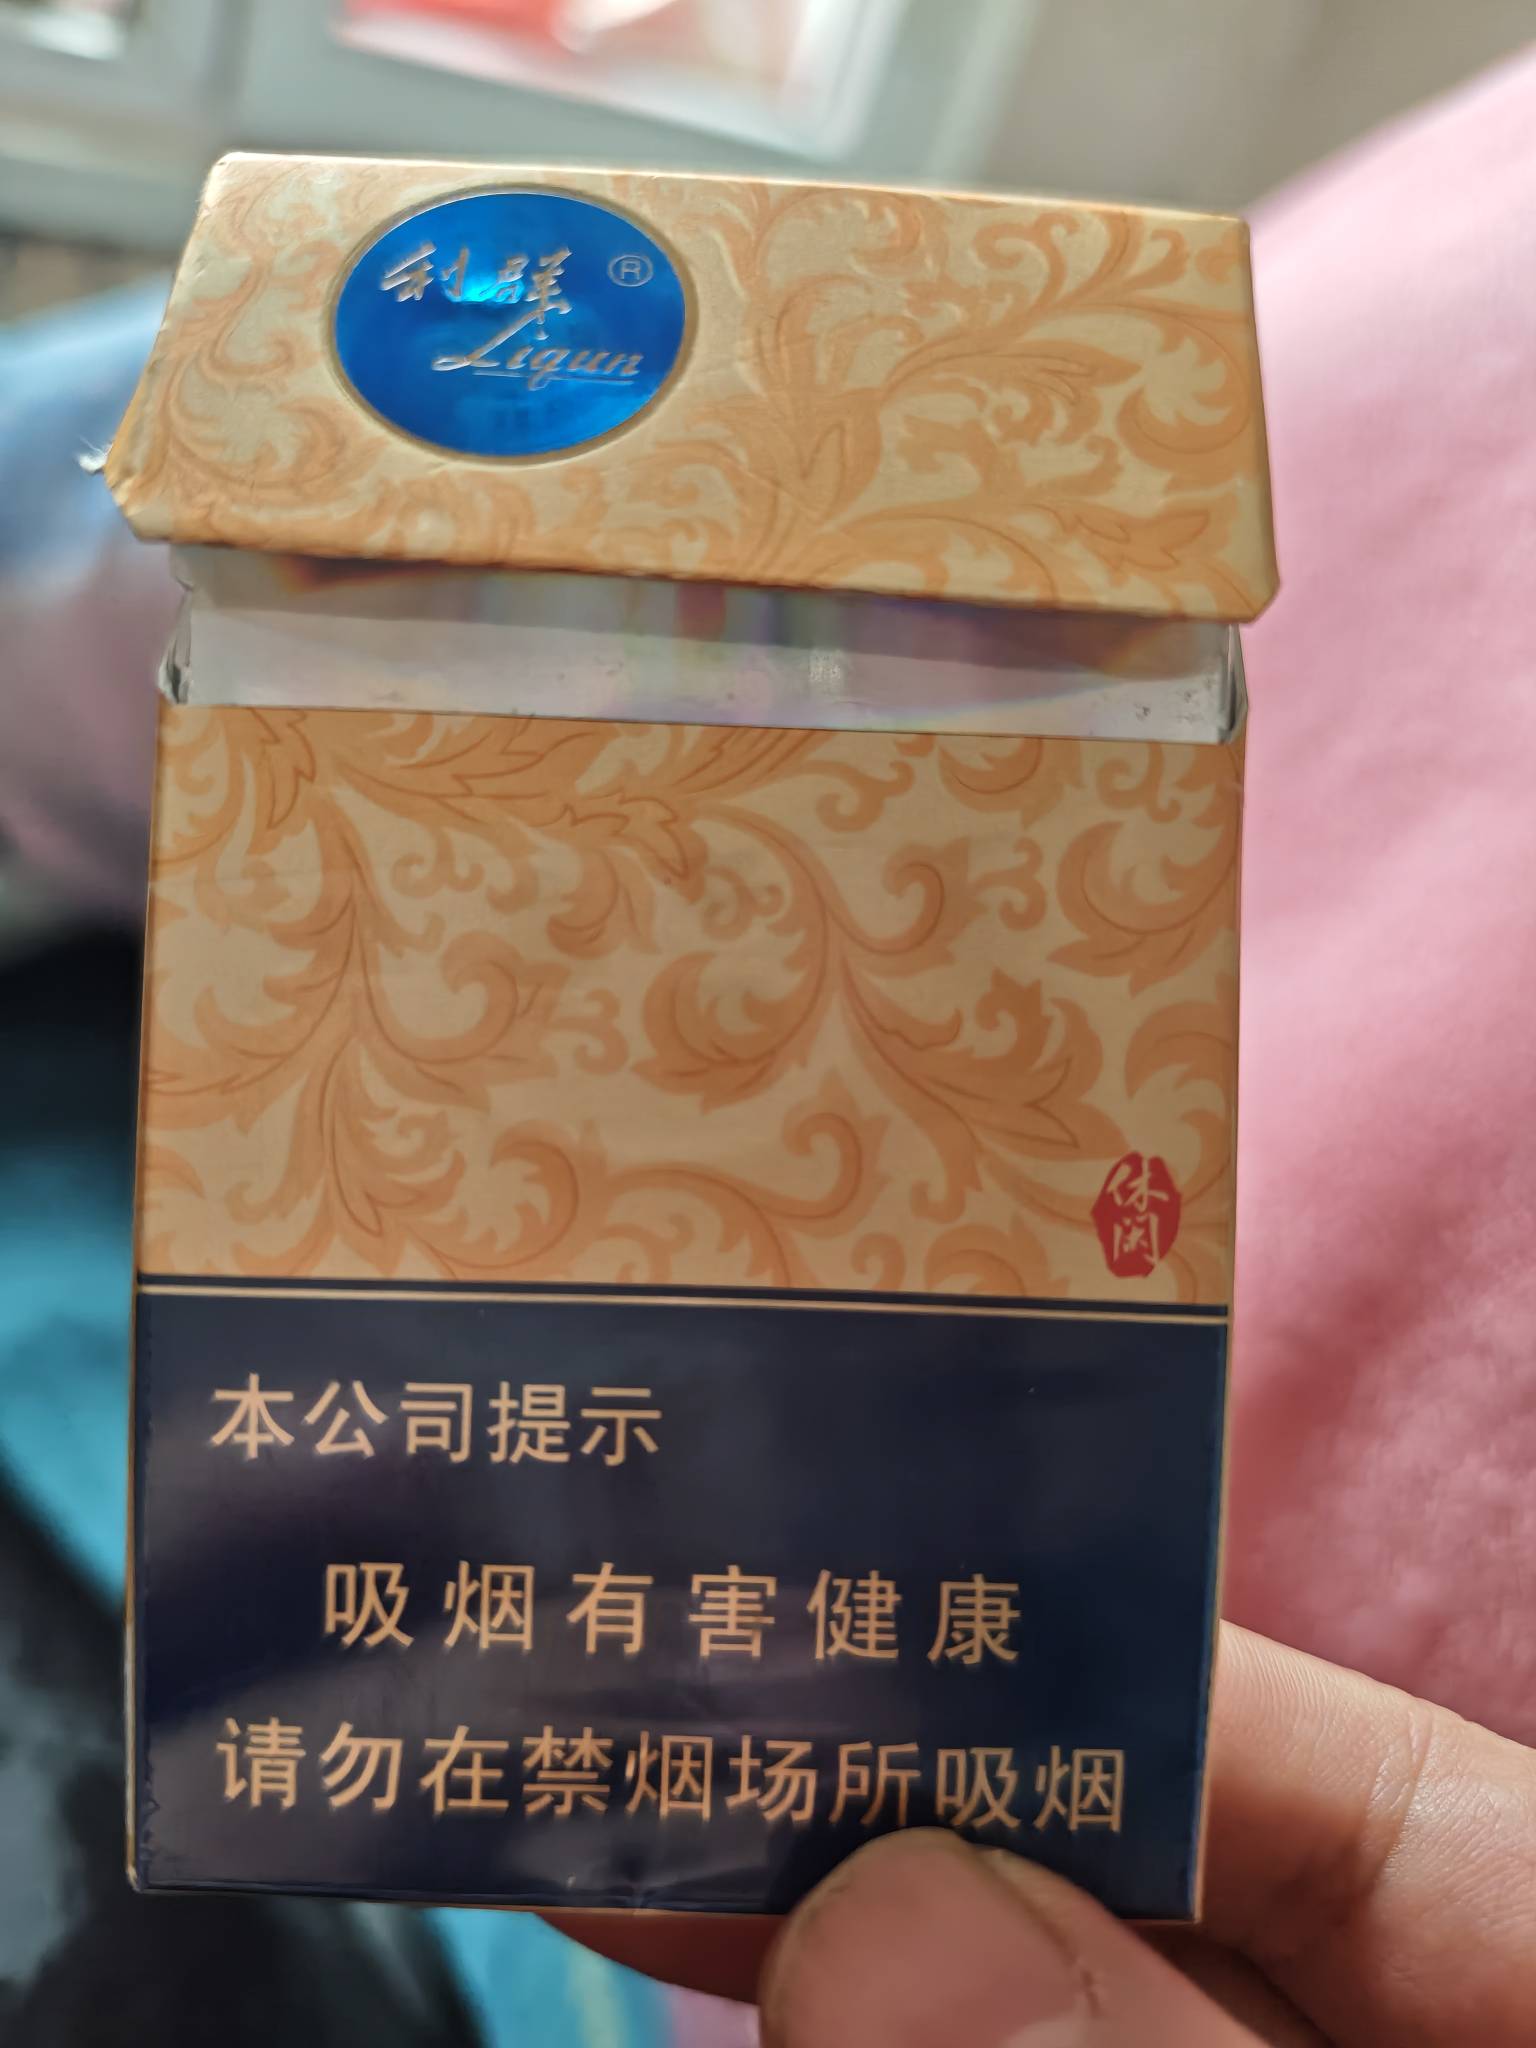 利群®
Liqun
休闲
本公司提示
吸烟有害健康
请勿在禁烟场所吸烟